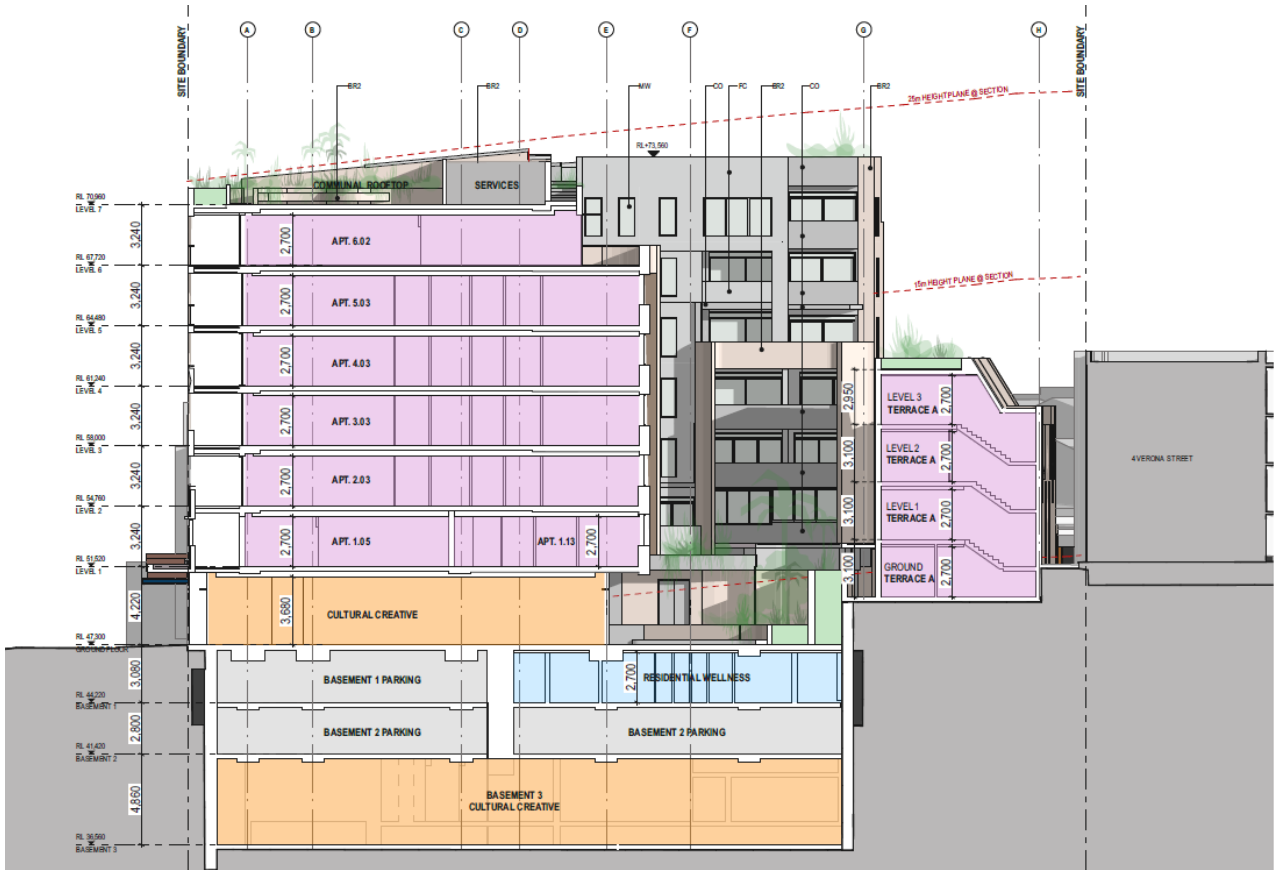 A
B
C
D
E
F
G
H
SITE BOUNDARY
SITE BOUNDARY
BR2
BR2
MW
CO
FC
BR2
CO
BR2
25m HEIGHT PLANE @ SECTION
RL+73,560
COMMUNAL ROOFTOP
SERVICES
RL 70,960
LEVEL 7
3,240
2,700
APT. 6.02
RL 67,720
LEVEL 6
15m HEIGHT PLANE @ SECTION
3,240
2,700
APT. 5.03
RL 64,480
LEVEL 5
3,240
2,700
APT. 4.03
RL 61,240
LEVEL 4
2,950
LEVEL 3
TERRACE A
2,700
3,240
2,700
APT. 3.03
RL 58,000
LEVEL 3
3,100
LEVEL 2
TERRACE A
2,700
4 VERONA STREET
3,240
2,700
APT. 2.03
RL 54,760
LEVEL 2
3,100
LEVEL 1
TERRACE A
2,700
3,240
2,700
APT. 1.05
APT. 1.13
2,700
RL 51,520
LEVEL 1
3,100
GROUND
TERRACE A
2,700
4,220
3,680
CULTURAL CREATIVE
RL 47,300
GROUND FLOOR
3,080
BASEMENT 1 PARKING
2,700
RESIDENTIAL WELLNESS
RL 44,220
BASEMENT 1
2,800
BASEMENT 2 PARKING
BASEMENT 2 PARKING
RL 41,420
BASEMENT 2
4,860
BASEMENT 3
CULTURAL CREATIVE
RL 36,560
BASEMENT 3